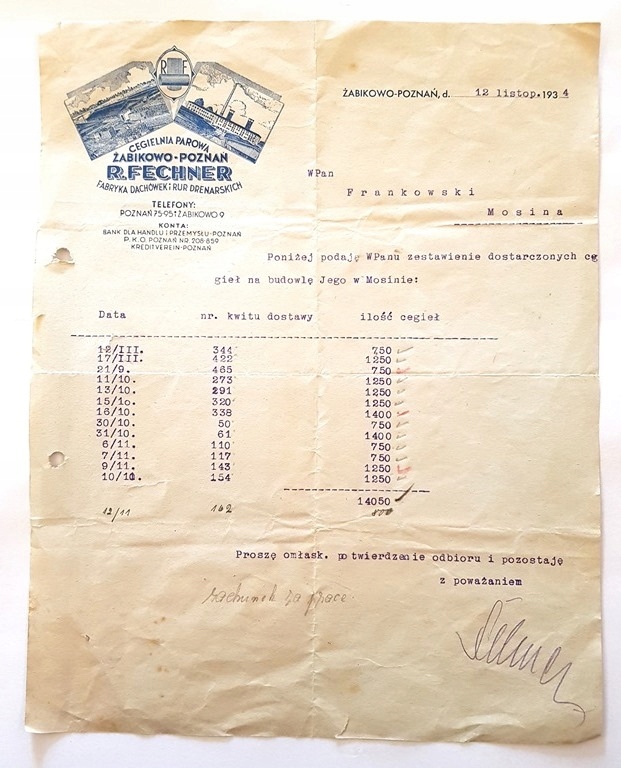 R F
CEGIELNIA PAROWA
ŻABIKOWO-POZNAŃ
R. FECHNER
FABRYKA DACHÓWEK I RUR DRENARSKICH
TELEFONY:
POZNAŃ 75-95 † ŻABIKOWO 9
KONTA:
BANK DLA HANDLU I PRZEMYSŁU-POZNAŃ
P.K.O. POZNAŃ NR. 208-859
KREDITVEREIN-POZNAŃ
ŻABIKOWO-POZNAŃ, d. 12 listop. 1934
WPan
Frankowski
Mosina
Poniżej podaję WPanu zestawienie dostarczonych ce
gieł na budowlę Jego w Mosinie:
Data nr. kwitu dostawy ilość cegieł
12/III. 344 750
17/III. 422 1250
21/9. 465 750
11/10. 273 1250
13/10. 291 1250
15/10. 320 1250
16/10. 338 1400
30/10. 50 750
31/10. 61 1400
6/11. 110 750
7/11. 117 750
9/11. 143 1250
10/11. 154 1250
14050
12/11 162 800
Proszę omłask. potwierdzenie odbioru i pozostaję
z poważaniem
rachunek za prace